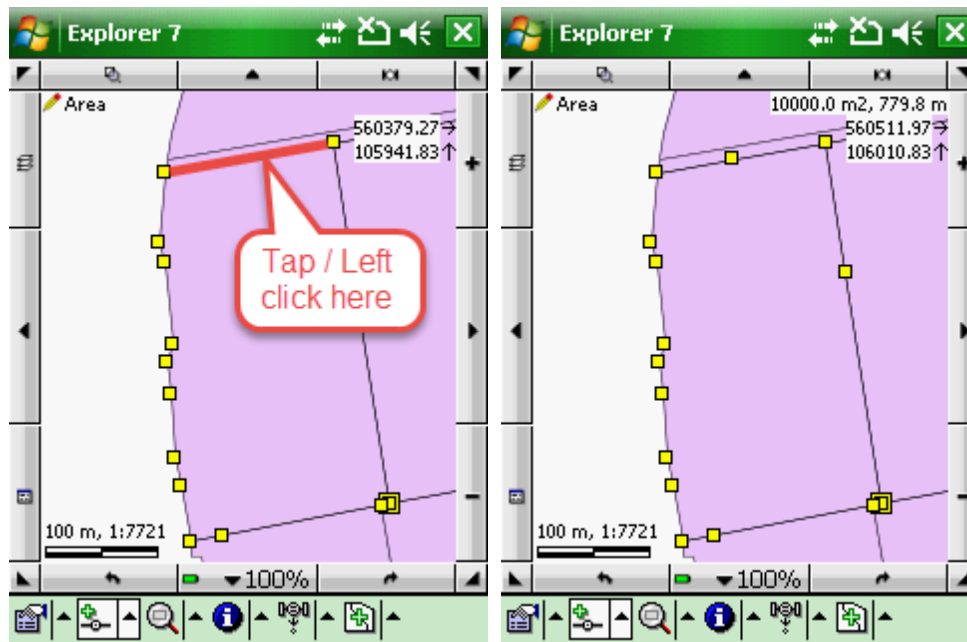 Explorer 7
Area
560379.27
105941.83
Tap / Left
click here
100 m, 1:7721
100%
Explorer 7
Area
10000.0 m2, 779.8 m
560511.97
106010.83
100 m, 1:7721
100%